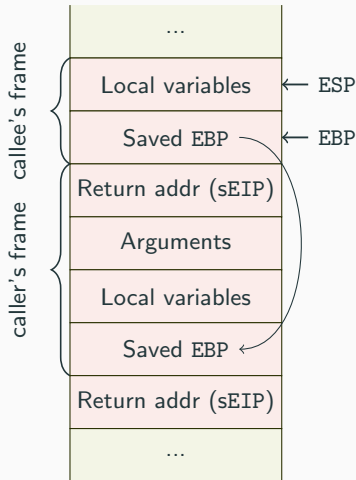 ...
Local variables
ESP
Saved EBP
EBP
callee's frame
Return addr (sEIP)
Arguments
Local variables
Saved EBP
caller's frame
Return addr (sEIP)
...